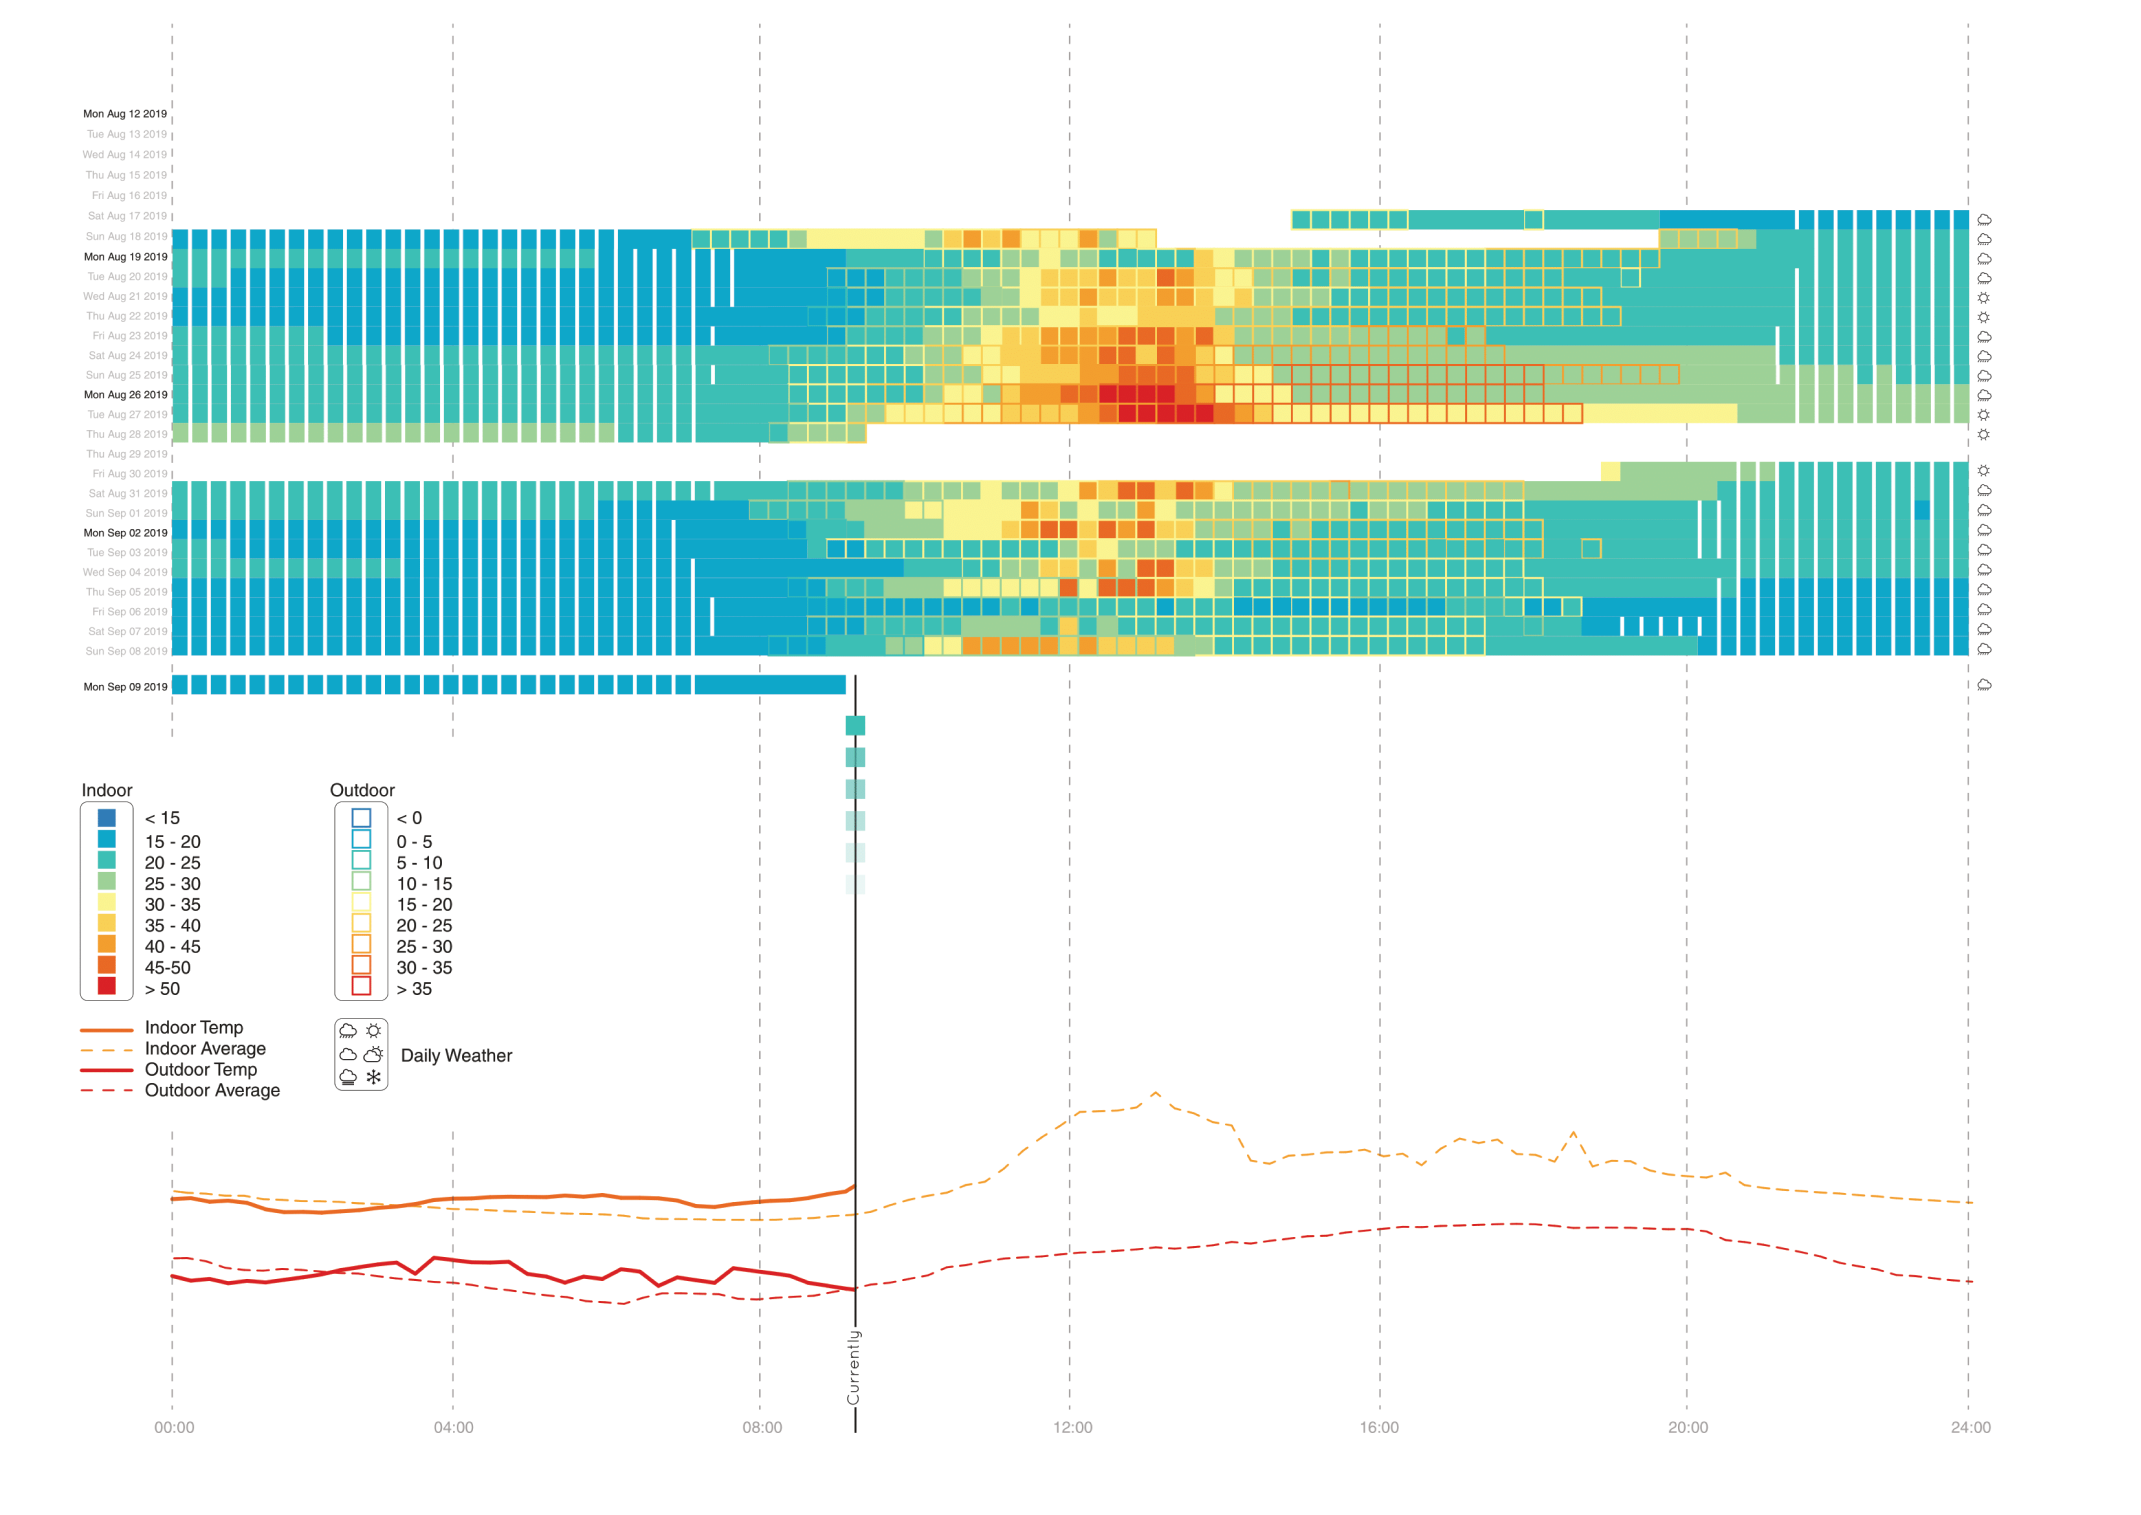 Mon Aug 12 2019
Tue Aug 13 2019
Wed Aug 14 2019
Thu Aug 15 2019
Fri Aug 16 2019
Sat Aug 17 2019
Sun Aug 18 2019
Mon Aug 19 2019
Tue Aug 20 2019
Wed Aug 21 2019
Thu Aug 22 2019
Fri Aug 23 2019
Sat Aug 24 2019
Sun Aug 25 2019
Mon Aug 26 2019
Tue Aug 27 2019
Thu Aug 28 2019
Thu Aug 29 2019
Fri Aug 30 2019
Sat Aug 31 2019
Sun Sep 01 2019
Mon Sep 02 2019
Tue Sep 03 2019
Wed Sep 04 2019
Thu Sep 05 2019
Fri Sep 06 2019
Sat Sep 07 2019
Sun Sep 08 2019
Mon Sep 09 2019
Indoor
< 15
15 - 20
20 - 25
25 - 30
30 - 35
35 - 40
40 - 45
45-50
> 50
Outdoor
< 0
0 - 5
5 - 10
10 - 15
15 - 20
20 - 25
25 - 30
30 - 35
> 35
Indoor Temp
Indoor Average
Outdoor Temp
Outdoor Average
Daily Weather
Currently
00:00 04:00 08:00 12:00 16:00 20:00 24:00